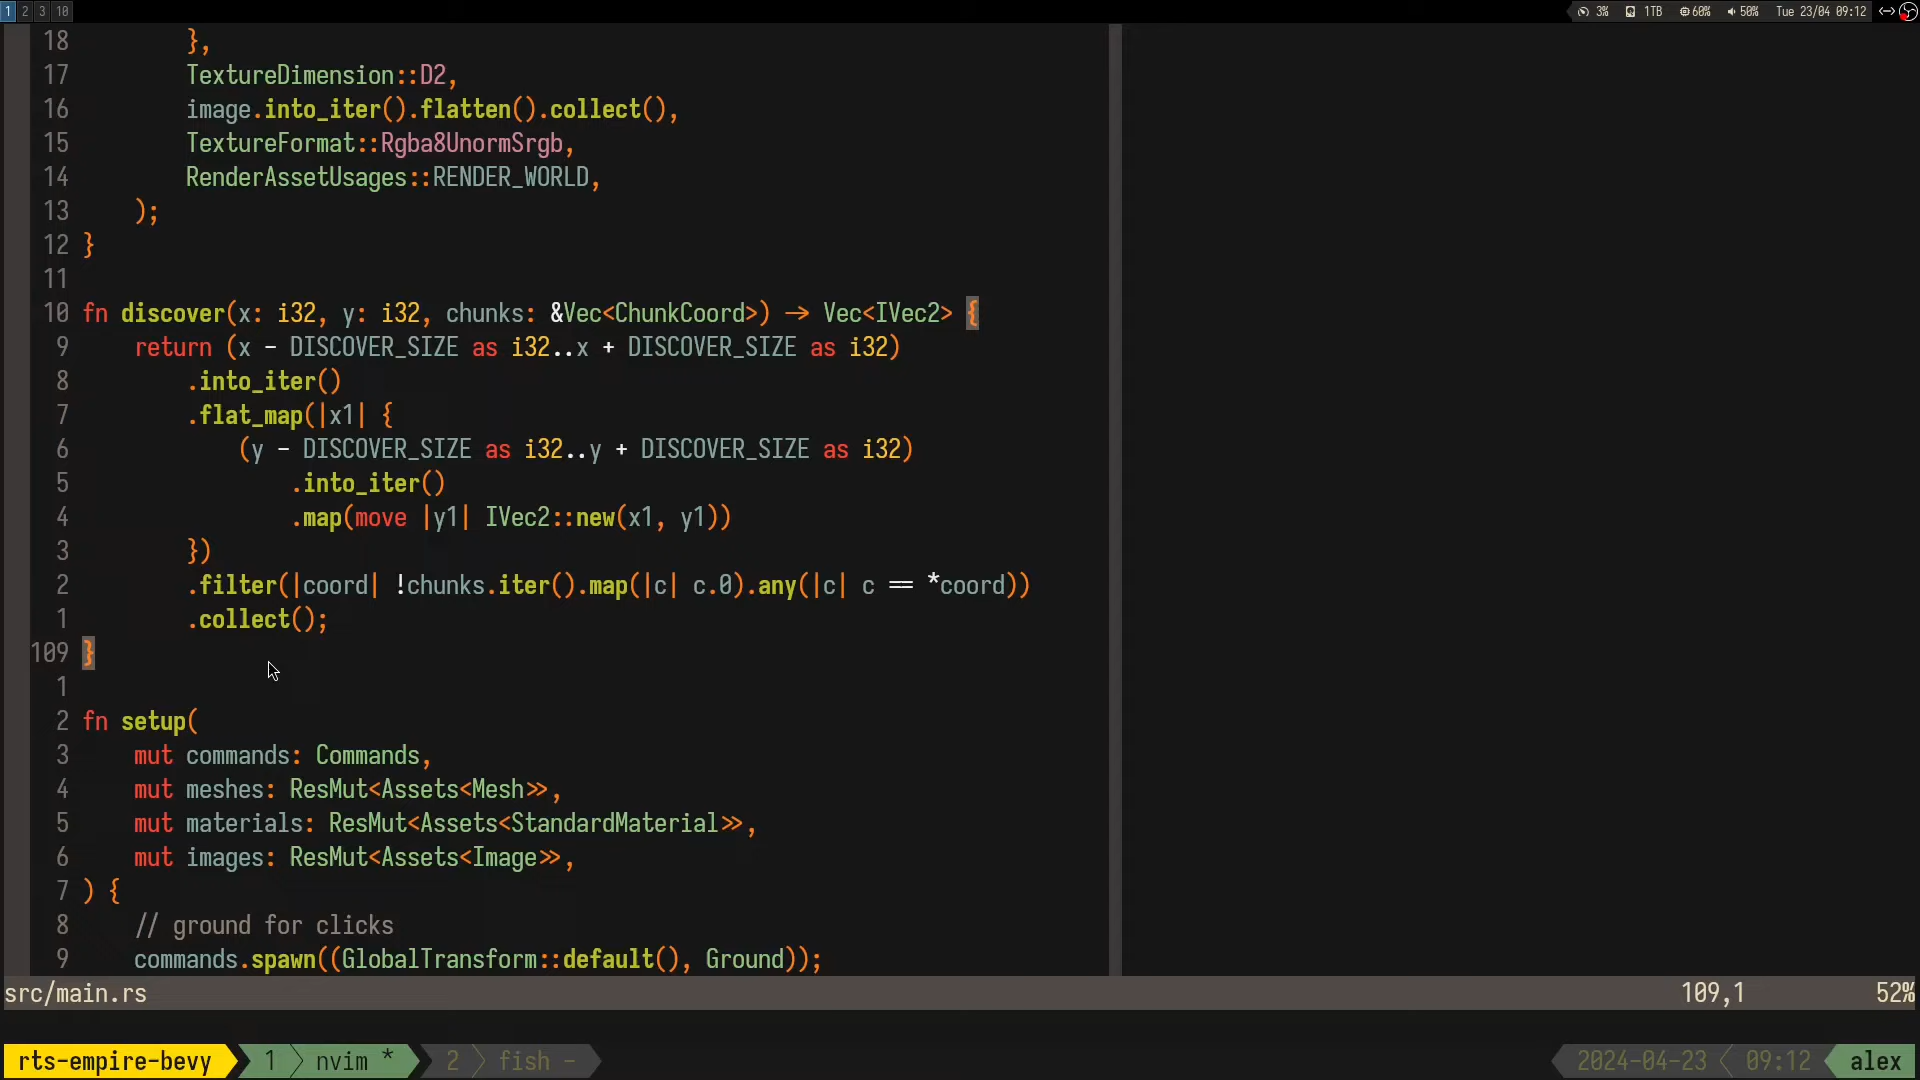 1 2 3 10 3% 1TB 60% 50% Tue 23/04 09:12
18 },
17 TextureDimension::D2,
16 image.into_iter().flatten().collect(),
15 TextureFormat::Rgba8UnormSrgb,
14 RenderAssetUsages::RENDER_WORLD,
13 );
12 }
11
10 fn discover(x: i32, y: i32, chunks: &Vec<ChunkCoord>) -> Vec<IVec2> {
9 return (x - DISCOVER_SIZE as i32..x + DISCOVER_SIZE as i32)
8 .into_iter()
7 .flat_map(|x1| {
6 (y - DISCOVER_SIZE as i32..y + DISCOVER_SIZE as i32)
5 .into_iter()
4 .map(move |y1| IVec2::new(x1, y1))
3 })
2 .filter(|coord| !chunks.iter().map(|c| c.0).any(|c| c == *coord))
1 .collect();
109 }
1
2 fn setup(
3 mut commands: Commands,
4 mut meshes: ResMut<Assets<Mesh>>,
5 mut materials: ResMut<Assets<StandardMaterial>>,
6 mut images: ResMut<Assets<Image>>,
7 ) {
8 // ground for clicks
9 commands.spawn((GlobalTransform::default(), Ground));
src/main.rs 109,1 52%
rts-empire-bevy 1 nvim * 2 fish - 2024-04-23 09:12 alex